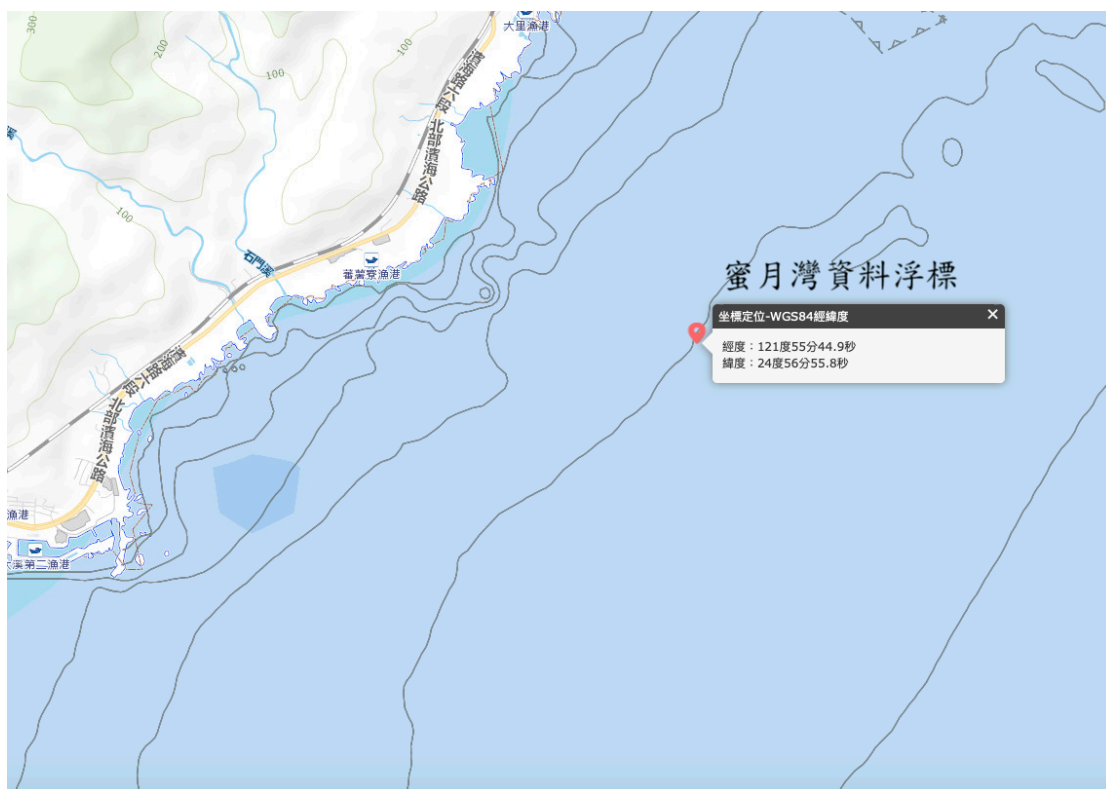 300
200
100
100
大里漁港
濱海路六段
北部濱海公路
100
石門溪
蕃薯寮漁港
蜜月灣資料浮標
坐標定位-WGS84經緯度
經度：121度55分44.9秒
緯度：24度56分55.8秒
濱海路六段
北部濱海公路
漁港
大溪第二漁港